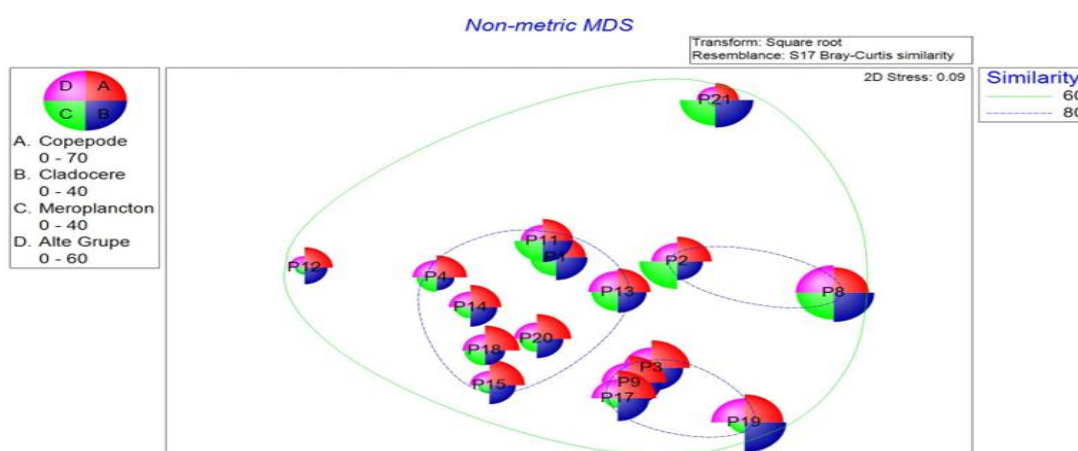 Non-metric MDS
Transform: Square root
Resemblance: S17 Bray-Curtis similarity
2D Stress: 0.09
Similarity
60
80
D A
C B
A. Copepode
0 - 70
B. Cladocere
0 - 40
C. Meroplancton
0 - 40
D. Alte Grupe
0 - 60
P21
P11
P1
P2
P12
P4
P13
P8
P14
P20
P18
P3
P15
P9
P17
P19